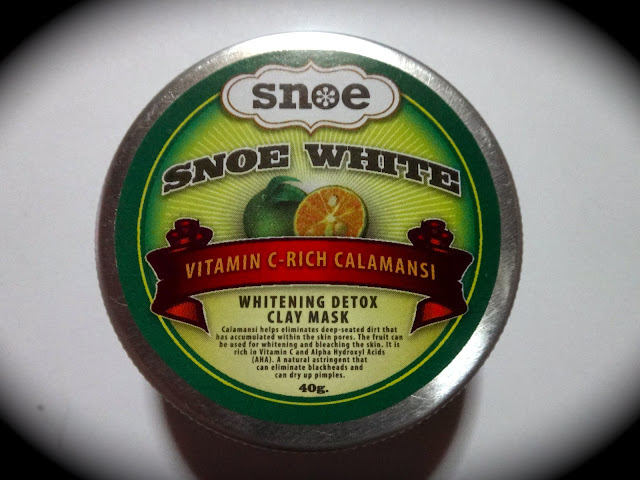 snoe
SNOE WHITE
VITAMIN C-RICH CALAMANSI
WHITENING DETOX
CLAY MASK
Calamansi helps eliminates deep-seated dirt that
has accumulated within the skin pores. The fruit can
be used for whitening and bleaching the skin. It is
rich in Vitamin C and Alpha Hydroxyl Acids
(AHA). A natural astringent that
can eliminate blackheads and
can dry up pimples.
40g.